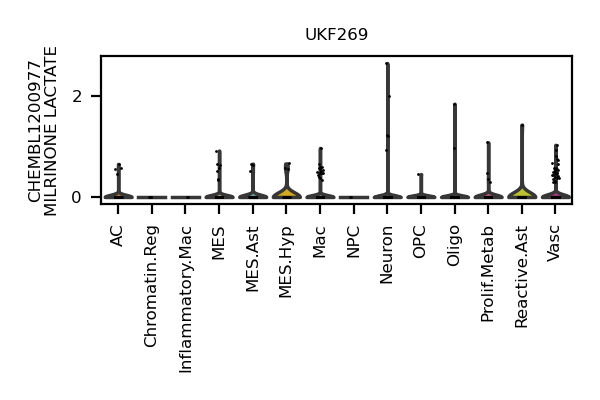 UKF269
CHEMBL1200977
MILRINONE LACTATE
2
0
AC
Chromatin.Reg
Inflammatory.Mac
MES
MES.Ast
MES.Hyp
Mac
NPC
Neuron
OPC
Oligo
Prolif.Metab
Reactive.Ast
Vasc